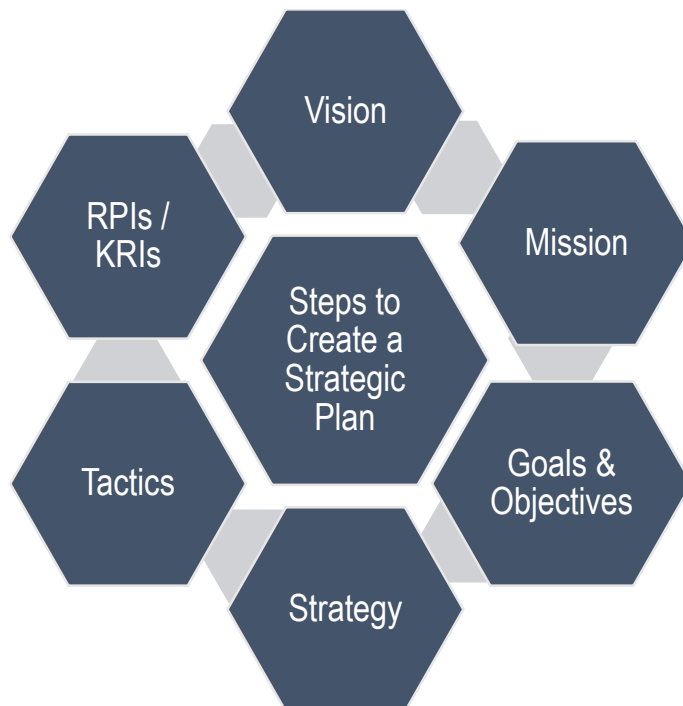 Vision
Mission
Goals &
Objectives
Strategy
Tactics
RPIs /
KRIs
Steps to
Create a
Strategic
Plan